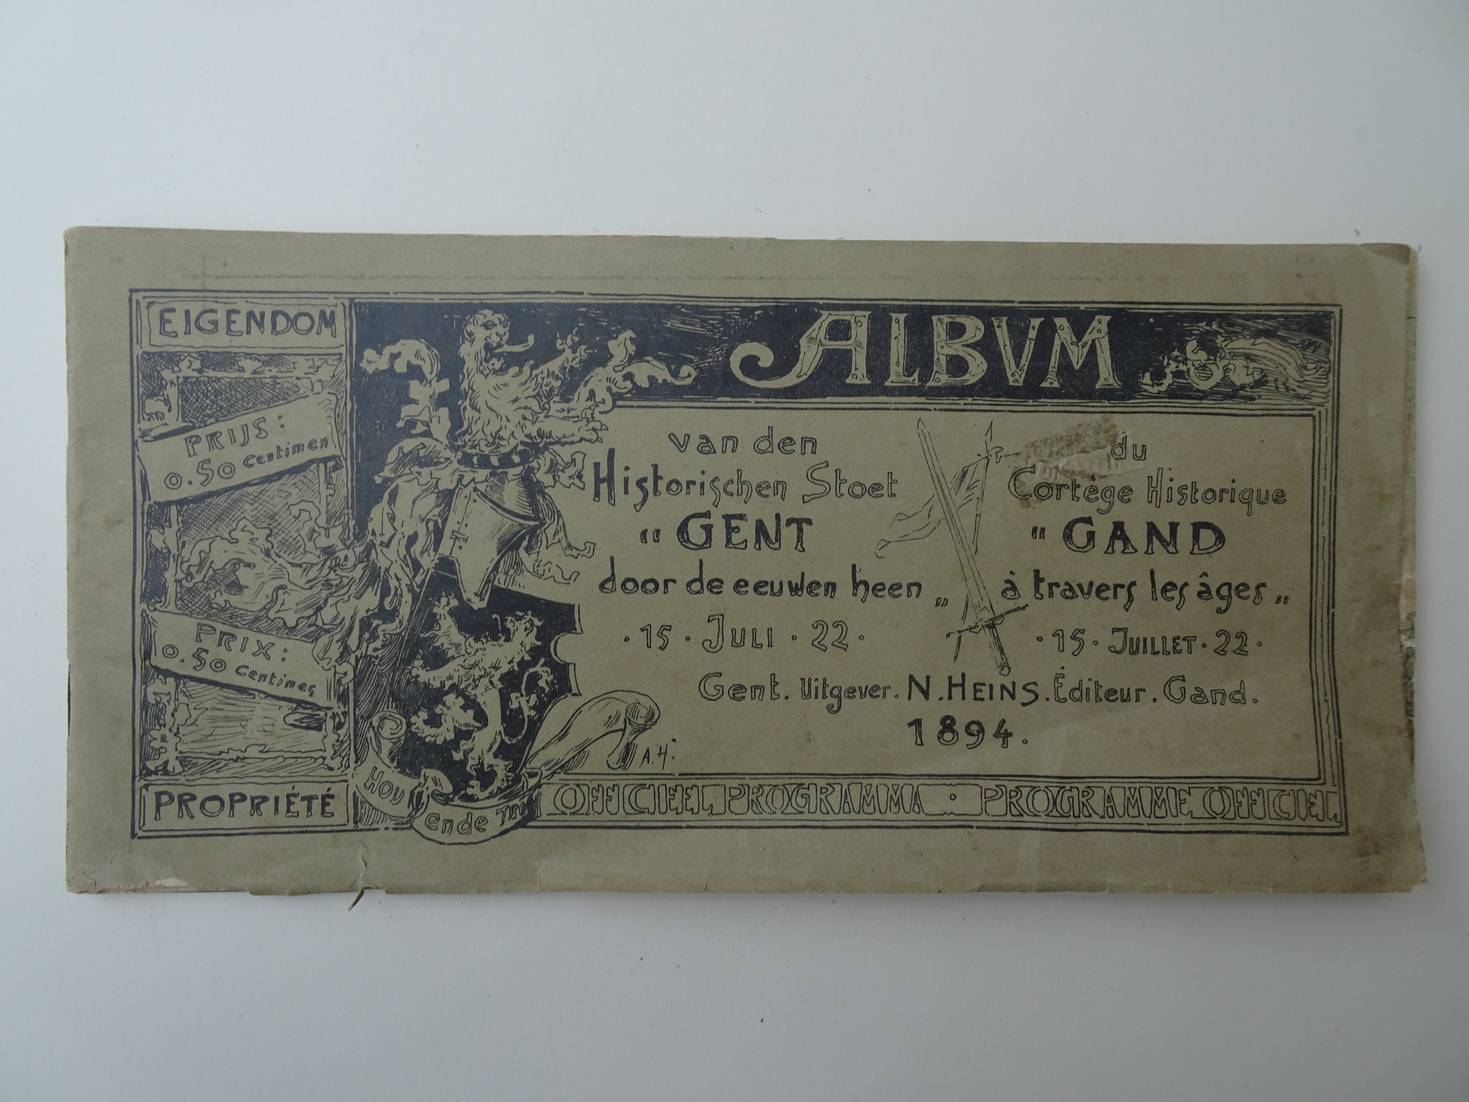 EIGENDOM
PRIJS:
0.50 Centimen
PRIX:
0.50 Centimes
PROPRIÉTÉ
ALBVM
van den
Historischen Stoet
"GENT
door de eeuwen heen„
·15·JULI·22·
du
Cortège Historique
"GAND
à travers les âges„
·15·JUILLET·22·
Gent. Uitgever. N. HEINS. Éditeur. Gand.
1894.
A.H.
Hou ende
OFFICIEEL PROGRAMMA · PROGRAMME OFFICIEL